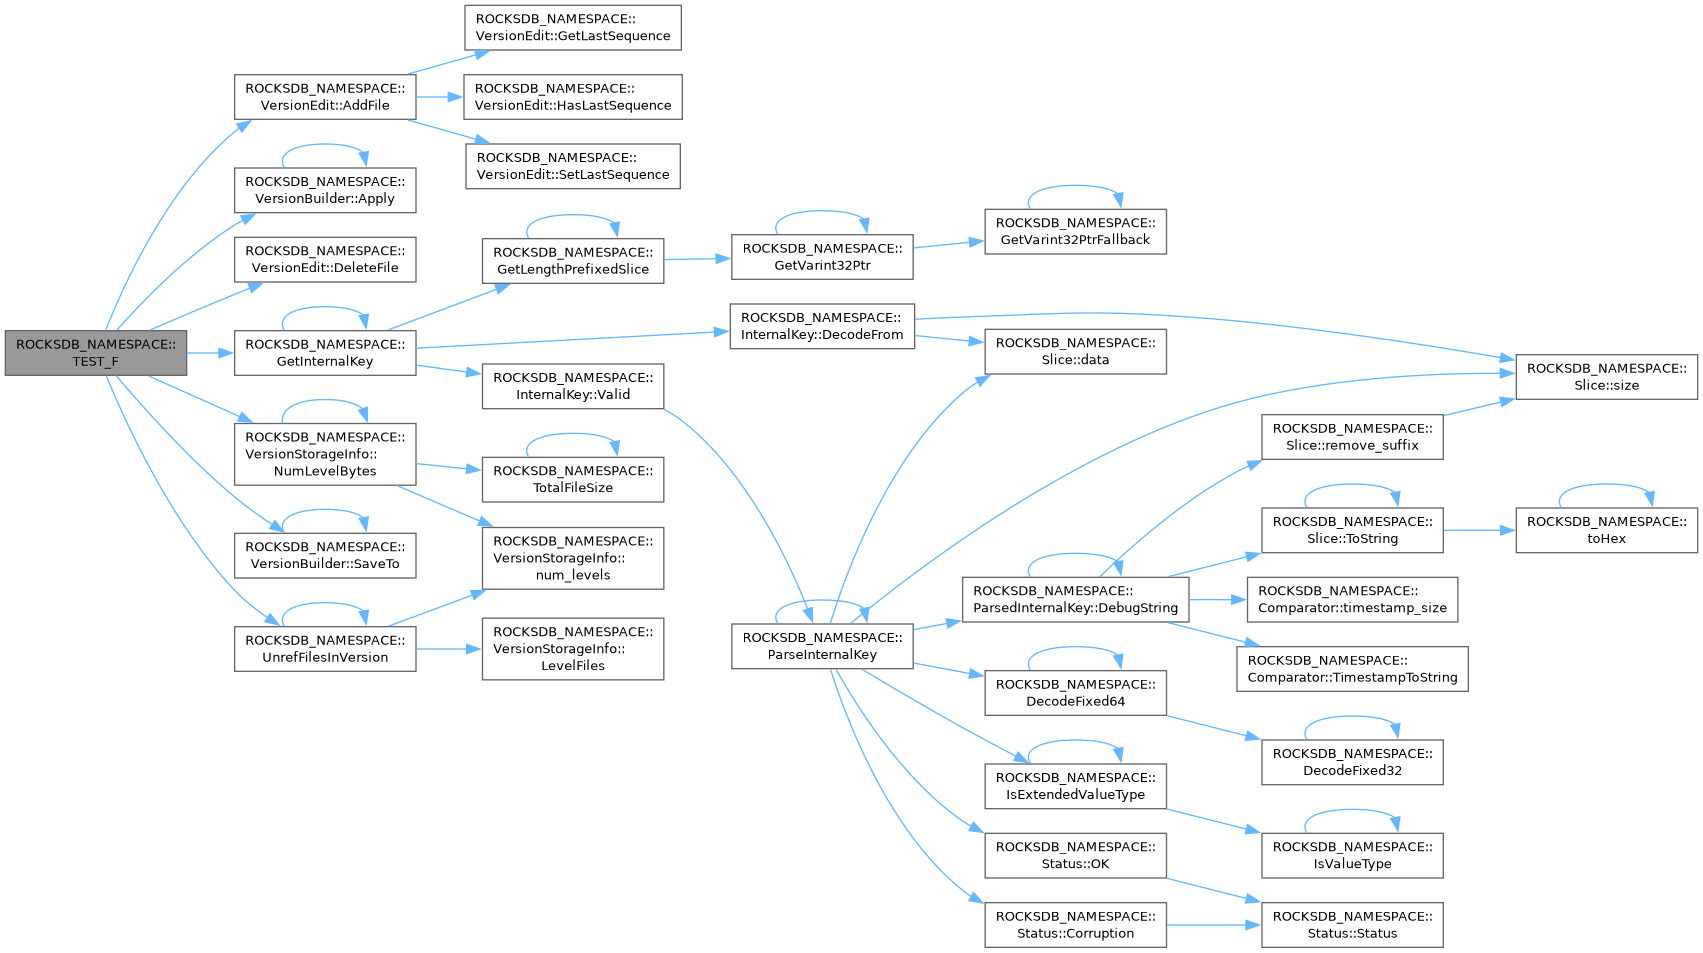 ROCKSDB_NAMESPACE::
TEST_F
ROCKSDB_NAMESPACE::
VersionEdit::AddFile
ROCKSDB_NAMESPACE::
VersionEdit::GetLastSequence
ROCKSDB_NAMESPACE::
VersionEdit::HasLastSequence
ROCKSDB_NAMESPACE::
VersionEdit::SetLastSequence
ROCKSDB_NAMESPACE::
VersionBuilder::Apply
ROCKSDB_NAMESPACE::
VersionEdit::DeleteFile
ROCKSDB_NAMESPACE::
GetInternalKey
ROCKSDB_NAMESPACE::
GetLengthPrefixedSlice
ROCKSDB_NAMESPACE::
GetVarint32Ptr
ROCKSDB_NAMESPACE::
GetVarint32PtrFallback
ROCKSDB_NAMESPACE::
InternalKey::DecodeFrom
ROCKSDB_NAMESPACE::
Slice::data
ROCKSDB_NAMESPACE::
Slice::size
ROCKSDB_NAMESPACE::
InternalKey::Valid
ROCKSDB_NAMESPACE::
VersionStorageInfo::
NumLevelBytes
ROCKSDB_NAMESPACE::
TotalFileSize
ROCKSDB_NAMESPACE::
VersionStorageInfo::
num_levels
ROCKSDB_NAMESPACE::
VersionBuilder::SaveTo
ROCKSDB_NAMESPACE::
UnrefFilesInVersion
ROCKSDB_NAMESPACE::
VersionStorageInfo::
LevelFiles
ROCKSDB_NAMESPACE::
ParseInternalKey
ROCKSDB_NAMESPACE::
ParsedInternalKey::DebugString
ROCKSDB_NAMESPACE::
Slice::remove_suffix
ROCKSDB_NAMESPACE::
Slice::ToString
ROCKSDB_NAMESPACE::
toHex
ROCKSDB_NAMESPACE::
Comparator::timestamp_size
ROCKSDB_NAMESPACE::
Comparator::TimestampToString
ROCKSDB_NAMESPACE::
DecodeFixed64
ROCKSDB_NAMESPACE::
DecodeFixed32
ROCKSDB_NAMESPACE::
IsExtendedValueType
ROCKSDB_NAMESPACE::
IsValueType
ROCKSDB_NAMESPACE::
Status::OK
ROCKSDB_NAMESPACE::
Status::Corruption
ROCKSDB_NAMESPACE::
Status::Status